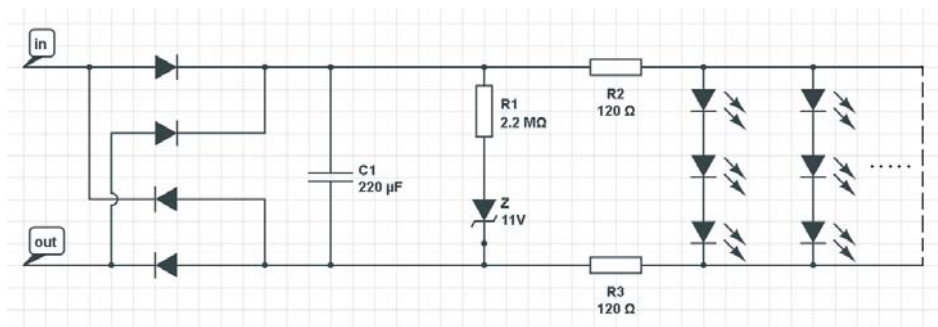 in
R2
120 Ω
R1
2.2 MΩ
C1
220 µF
Z
11V
out
R3
120 Ω